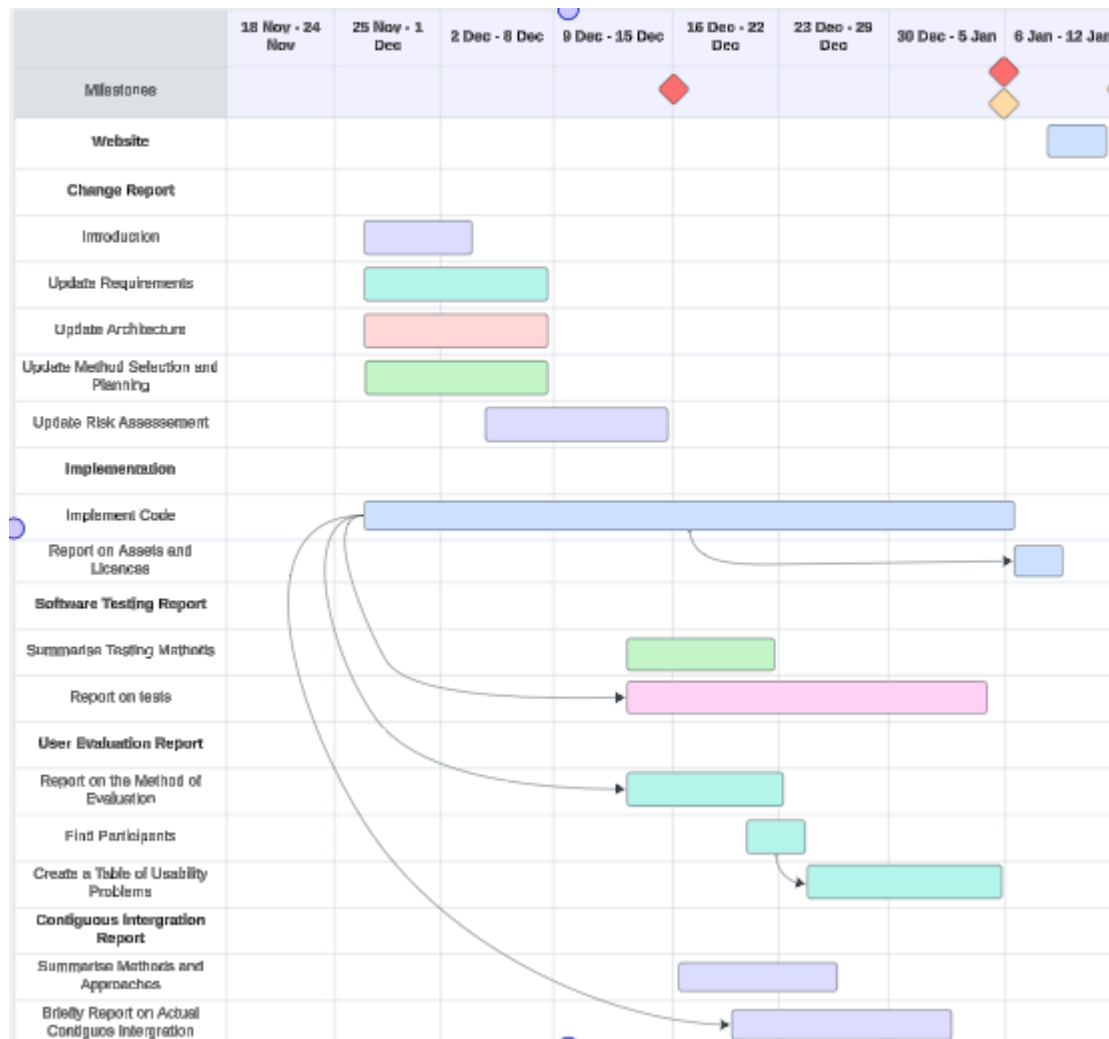 18 Nov - 24
Nov
25 Nov - 1
Dec
2 Dec - 8 Dec
9 Dec - 15 Dec
16 Dec - 22
Dec
23 Dec - 29
Dec
30 Dec - 5 Jan
6 Jan - 12 Jan
Milestones
Website
Change Report
Introduction
Update Requirements
Update Architecture
Update Method Selection and
Planning
Update Risk Assessement
Implementation
Implement Code
Report on Assets and
Licences
Software Testing Report
Summarise Testing Methods
Report on tests
User Evaluation Report
Report on the Method of
Evaluation
Find Participants
Create a Table of Usability
Problems
Contiguous Intergration
Report
Summarise Methods and
Approaches
Briefly Report on Actual
Contiguos Intergration